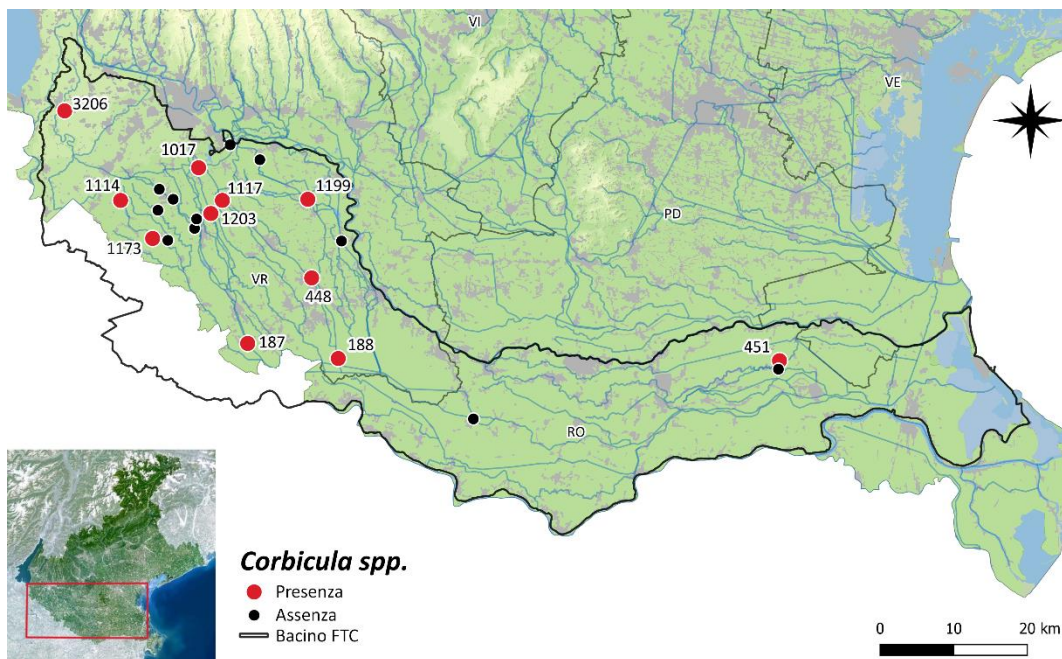 VI
VE
3206
1017
1114
1117
1199
1203
1173
PD
VR
448
187
188
451
RO
Corbicula spp.
Presenza
Assenza
Bacino FTC
0 10 20 km